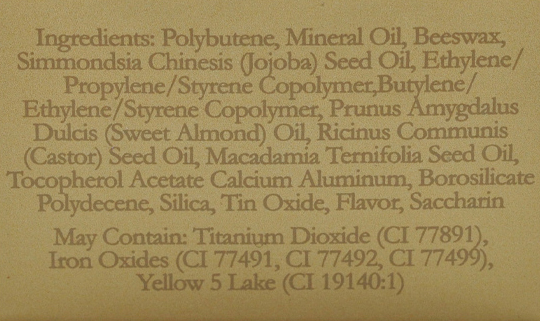 Ingredients: Polybutene, Mineral Oil, Beeswax,
Simmondsia Chinesis (Jojoba) Seed Oil, Ethylene/
Propylene/Styrene Copolymer,Butylene/
Ethylene/Styrene Copolymer, Prunus Amygdalus
Dulcis (Sweet Almond) Oil, Ricinus Communis
(Castor) Seed Oil, Macadamia Ternifolia Seed Oil,
Tocopherol Acetate Calcium Aluminum, Borosilicate
Polydecene, Silica, Tin Oxide, Flavor, Saccharin
May Contain: Titanium Dioxide (CI 77891),
Iron Oxides (CI 77491, CI 77492, CI 77499),
Yellow 5 Lake (CI 19140:1)